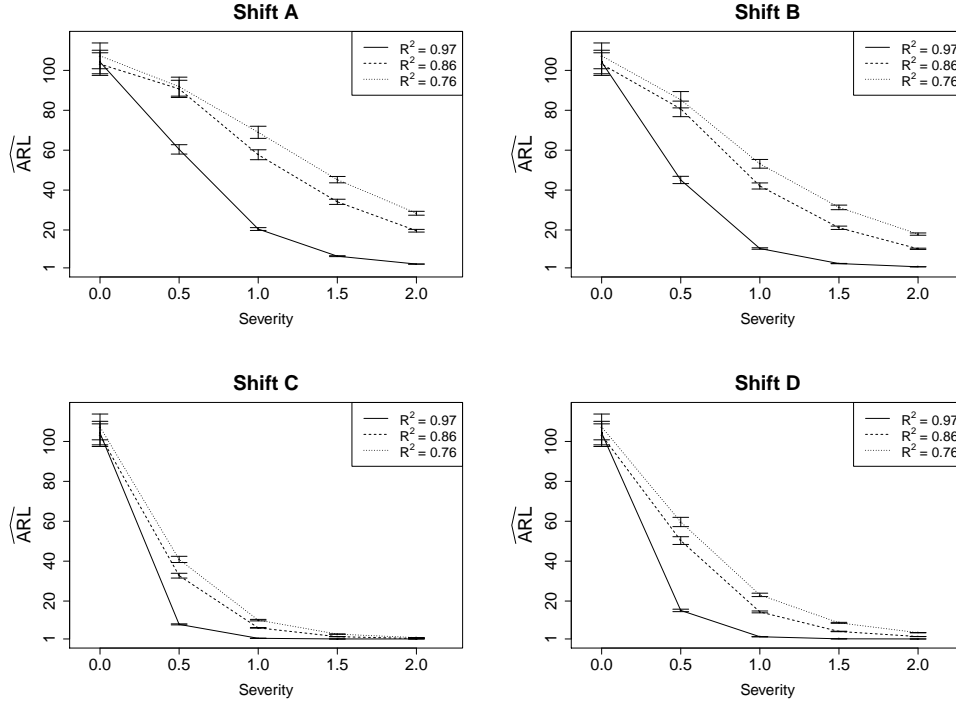 Shift A
ARL
1 20 40 60 80 100
R² = 0.97
R² = 0.86
R² = 0.76
0.0 0.5 1.0 1.5 2.0
Severity
Shift B
ARL
1 20 40 60 80 100
R² = 0.97
R² = 0.86
R² = 0.76
0.0 0.5 1.0 1.5 2.0
Severity
Shift C
ARL
1 20 40 60 80 100
R² = 0.97
R² = 0.86
R² = 0.76
0.0 0.5 1.0 1.5 2.0
Severity
Shift D
ARL
1 20 40 60 80 100
R² = 0.97
R² = 0.86
R² = 0.76
0.0 0.5 1.0 1.5 2.0
Severity